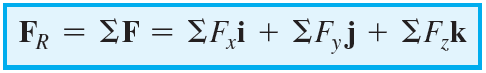 F_R = ΣF = ΣF_x i + ΣF_y j + ΣF_z k